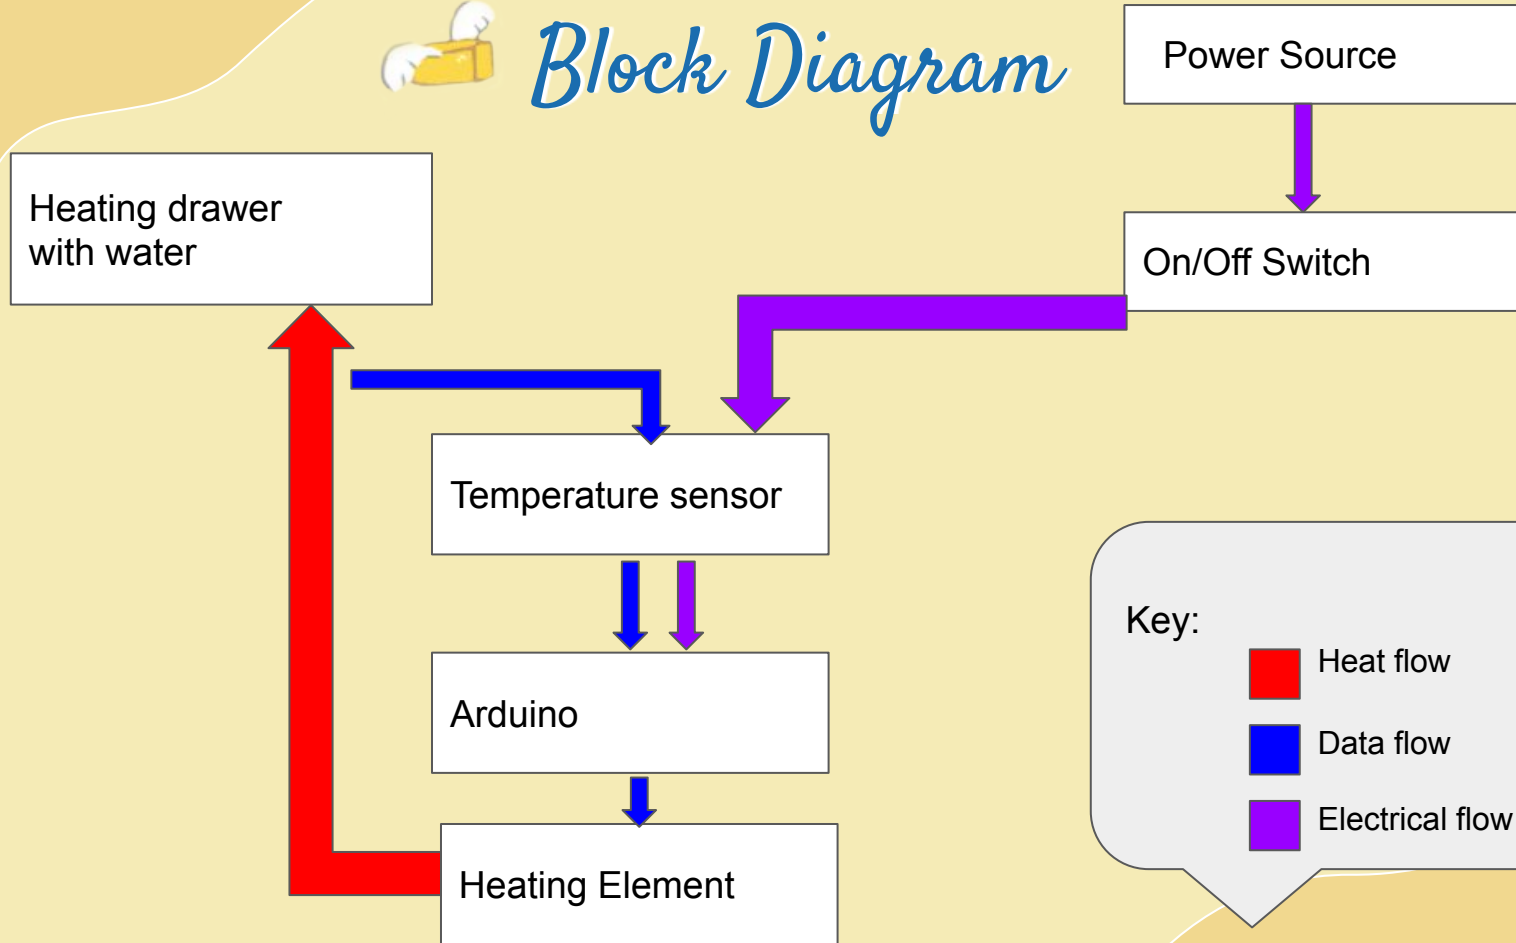 Block Diagram
Power Source
Heating drawer
with water
On/Off Switch
Temperature sensor
Arduino
Heating Element
Key:
Heat flow
Data flow
Electrical flow